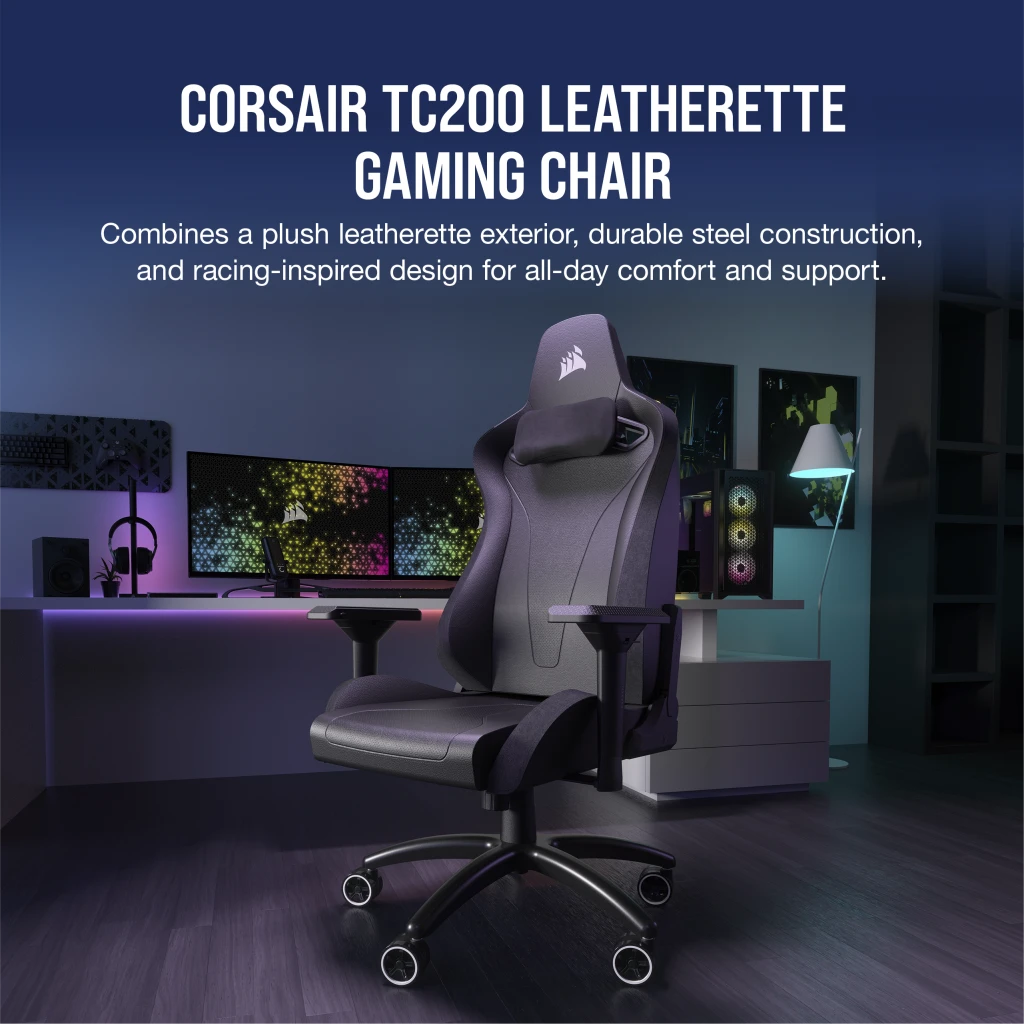 CORSAIR TC200 LEATHERETTE
GAMING CHAIR
Combines a plush leatherette exterior, durable steel construction,
and racing-inspired design for all-day comfort and support.